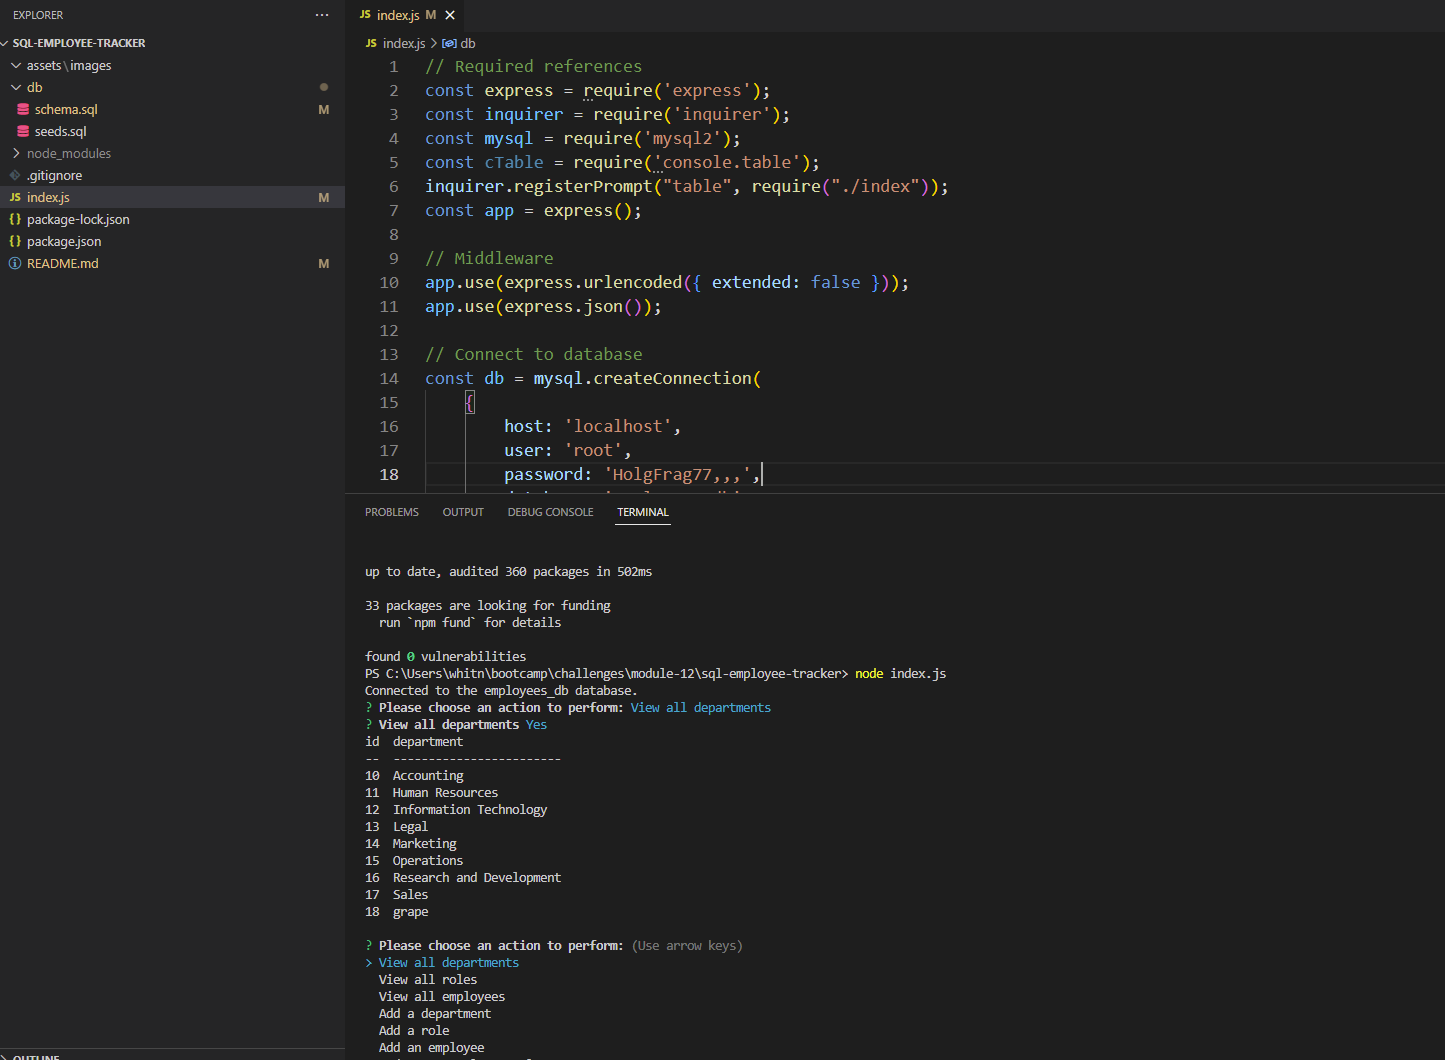 EXPLORER ...
SQL-EMPLOYEE-TRACKER
assets\images
db
schema.sql M
seeds.sql
node_modules
.gitignore
JS index.js M
{} package-lock.json
{} package.json
README.md M
OUTLINE
JS index.js M
JS index.js > db
1 // Required references
2 const express = require('express');
3 const inquirer = require('inquirer');
4 const mysql = require('mysql2');
5 const cTable = require('console.table');
6 inquirer.registerPrompt("table", require("./index"));
7 const app = express();
8
9 // Middleware
10 app.use(express.urlencoded({ extended: false }));
11 app.use(express.json());
12
13 // Connect to database
14 const db = mysql.createConnection(
15 {
16 host: 'localhost',
17 user: 'root',
18 password: 'HolgFrag77,,,',
PROBLEMS OUTPUT DEBUG CONSOLE TERMINAL
up to date, audited 360 packages in 502ms
33 packages are looking for funding
run `npm fund` for details
found 0 vulnerabilities
PS C:\Users\whitn\bootcamp\challenges\module-12\sql-employee-tracker> node index.js
Connected to the employees_db database.
? Please choose an action to perform: View all departments
? View all departments Yes
id department
-- ------------------------
10 Accounting
11 Human Resources
12 Information Technology
13 Legal
14 Marketing
15 Operations
16 Research and Development
17 Sales
18 grape
? Please choose an action to perform: (Use arrow keys)
> View all departments
View all roles
View all employees
Add a department
Add a role
Add an employee